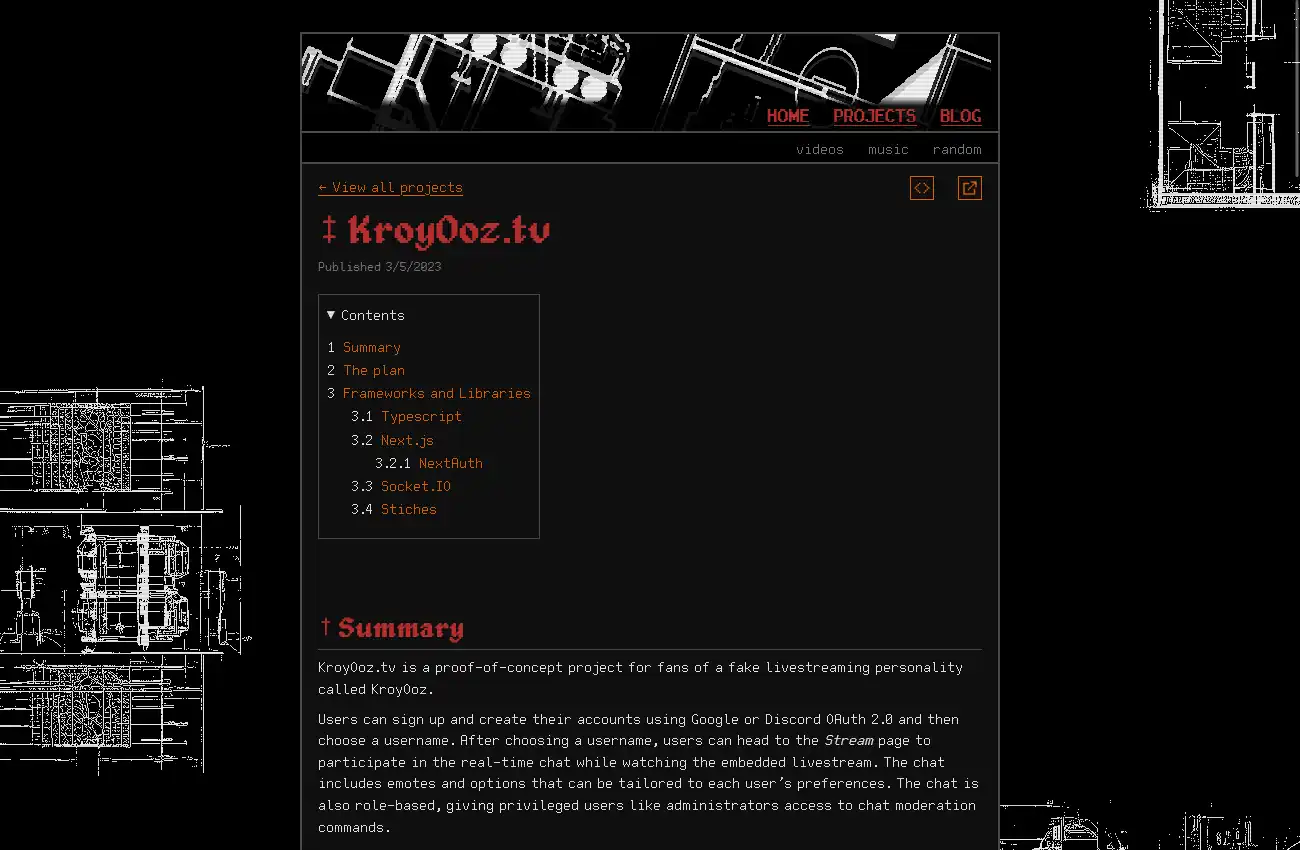 HOME PROJECTS BLOG
videos music random
← View all projects
‡ KroyOoz.tv
Published 3/5/2023
▼ Contents
1 Summary
2 The plan
3 Frameworks and Libraries
3.1 Typescript
3.2 Next.js
3.2.1 NextAuth
3.3 Socket.IO
3.4 Stiches
† Summary
KroyOoz.tv is a proof-of-concept project for fans of a fake livestreaming personality
called KroyOoz.
Users can sign up and create their accounts using Google or Discord OAuth 2.0 and then
choose a username. After choosing a username, users can head to the Stream page to
participate in the real-time chat while watching the embedded livestream. The chat
includes emotes and options that can be tailored to each user’s preferences. The chat is
also role-based, giving privileged users like administrators access to chat moderation
commands.